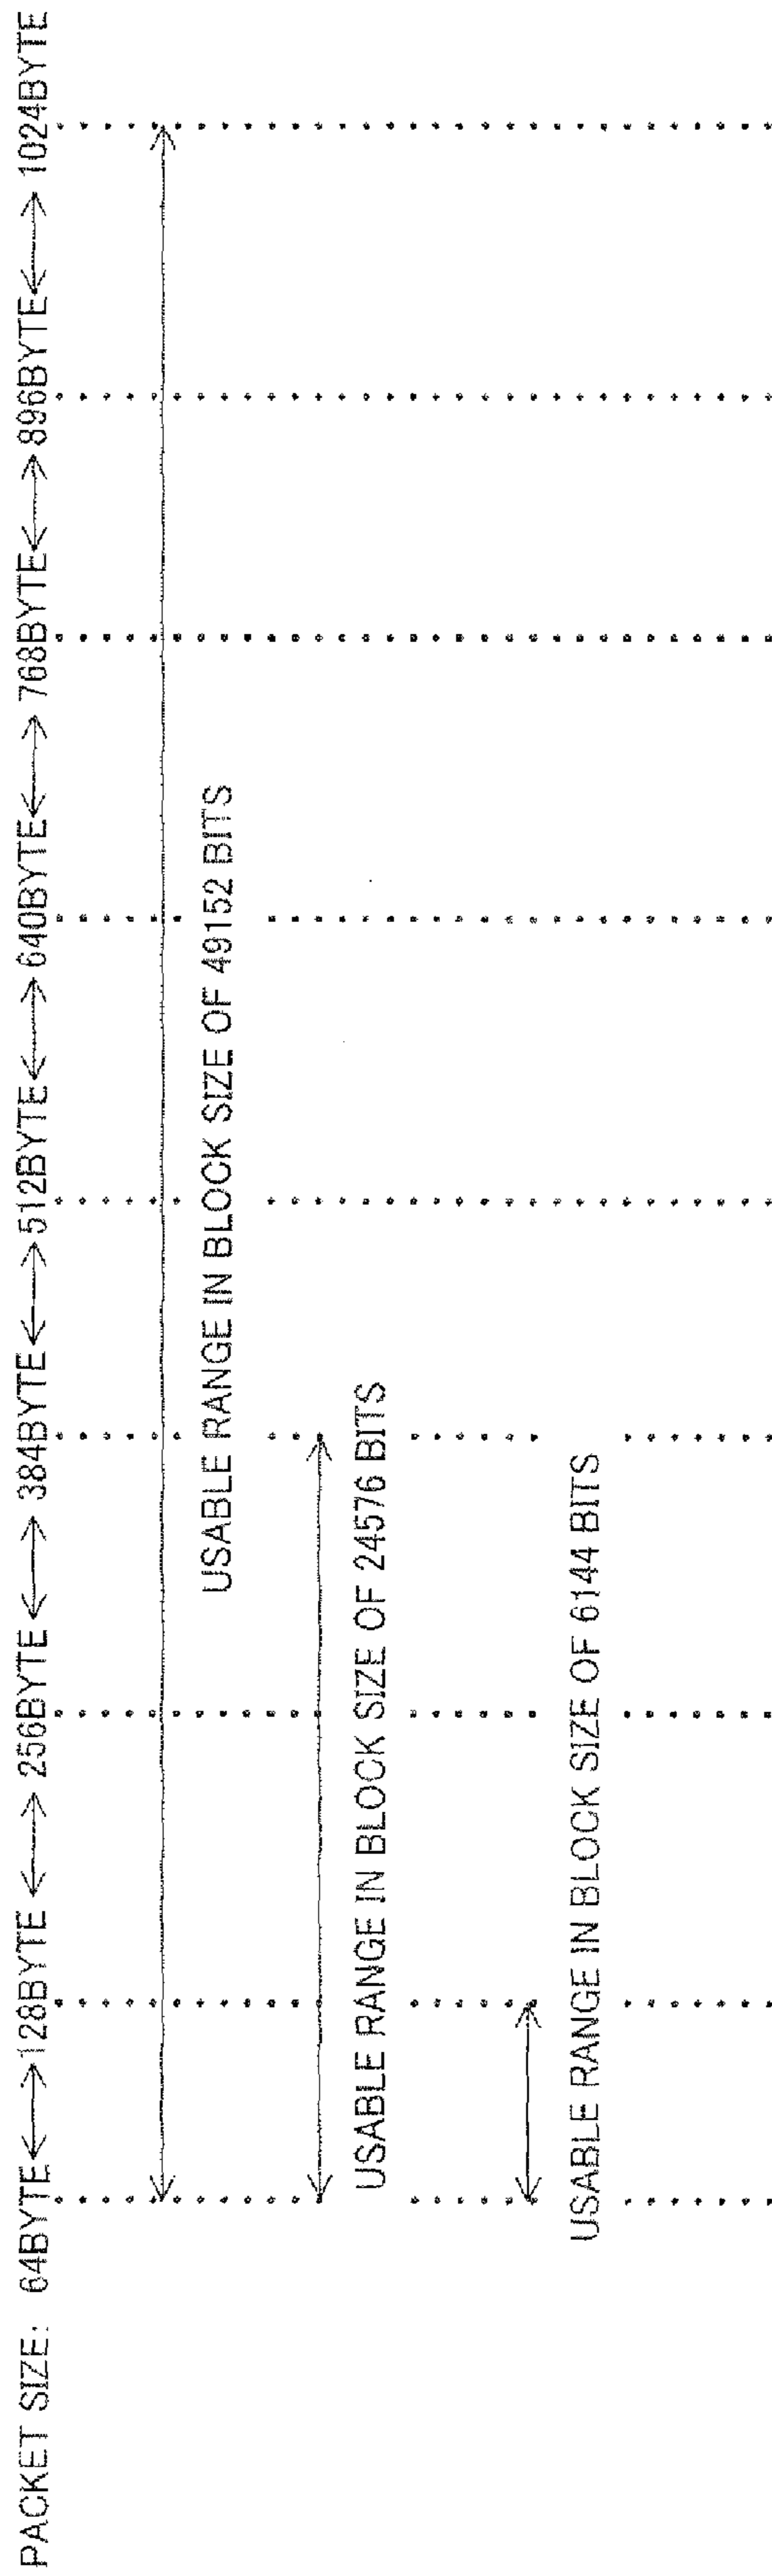 PACKET SIZE: 64BYTE 128BYTE 256BYTE 384BYTE 512BYTE 640BYTE 768BYTE 896BYTE 1024BYTE
USABLE RANGE IN BLOCK SIZE OF 49152 BITS
USABLE RANGE IN BLOCK SIZE OF 24576 BITS
USABLE RANGE IN BLOCK SIZE OF 6144 BITS